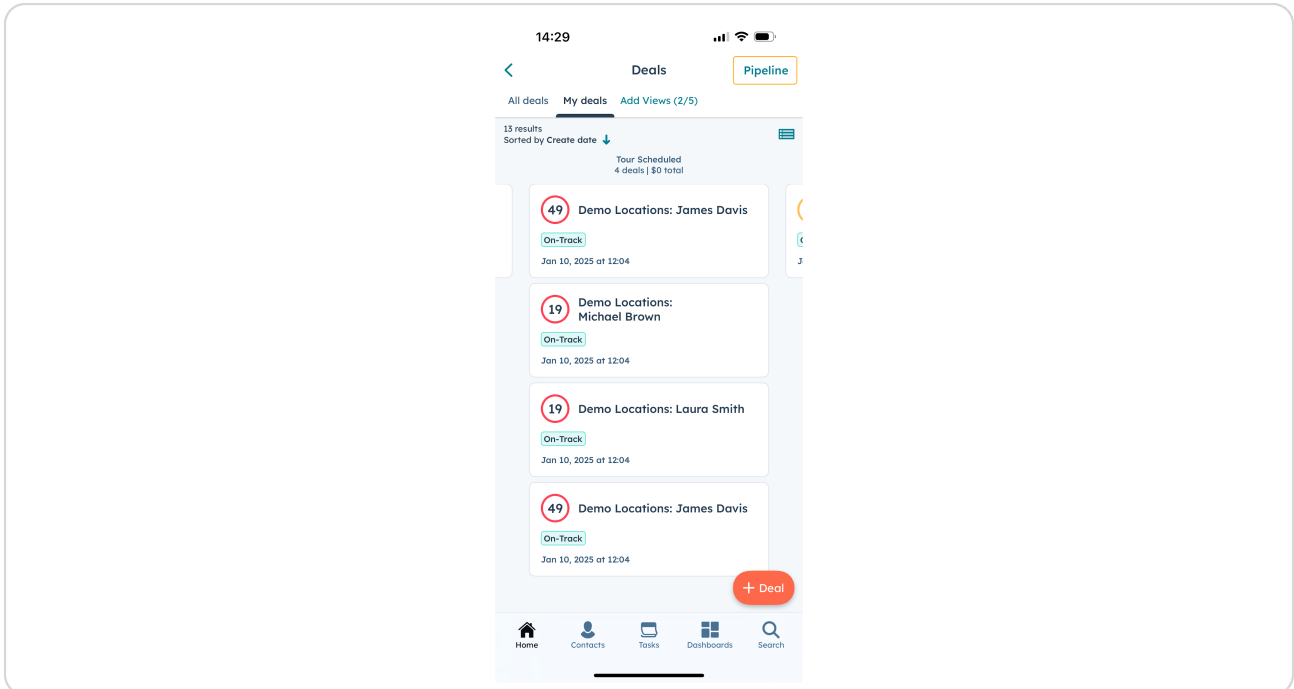 14:29
Deals
Pipeline
All deals
My deals
Add Views (2/5)
13 results
Sorted by Create date
Tour Scheduled
4 deals | $0 total
49
Demo Locations: James Davis
On-Track
Jan 10, 2025 at 12:04
19
Demo Locations:
Michael Brown
On-Track
Jan 10, 2025 at 12:04
19
Demo Locations: Laura Smith
On-Track
Jan 10, 2025 at 12:04
49
Demo Locations: James Davis
On-Track
Jan 10, 2025 at 12:04
+ Deal
Home
Contacts
Tasks
Dashboards
Search